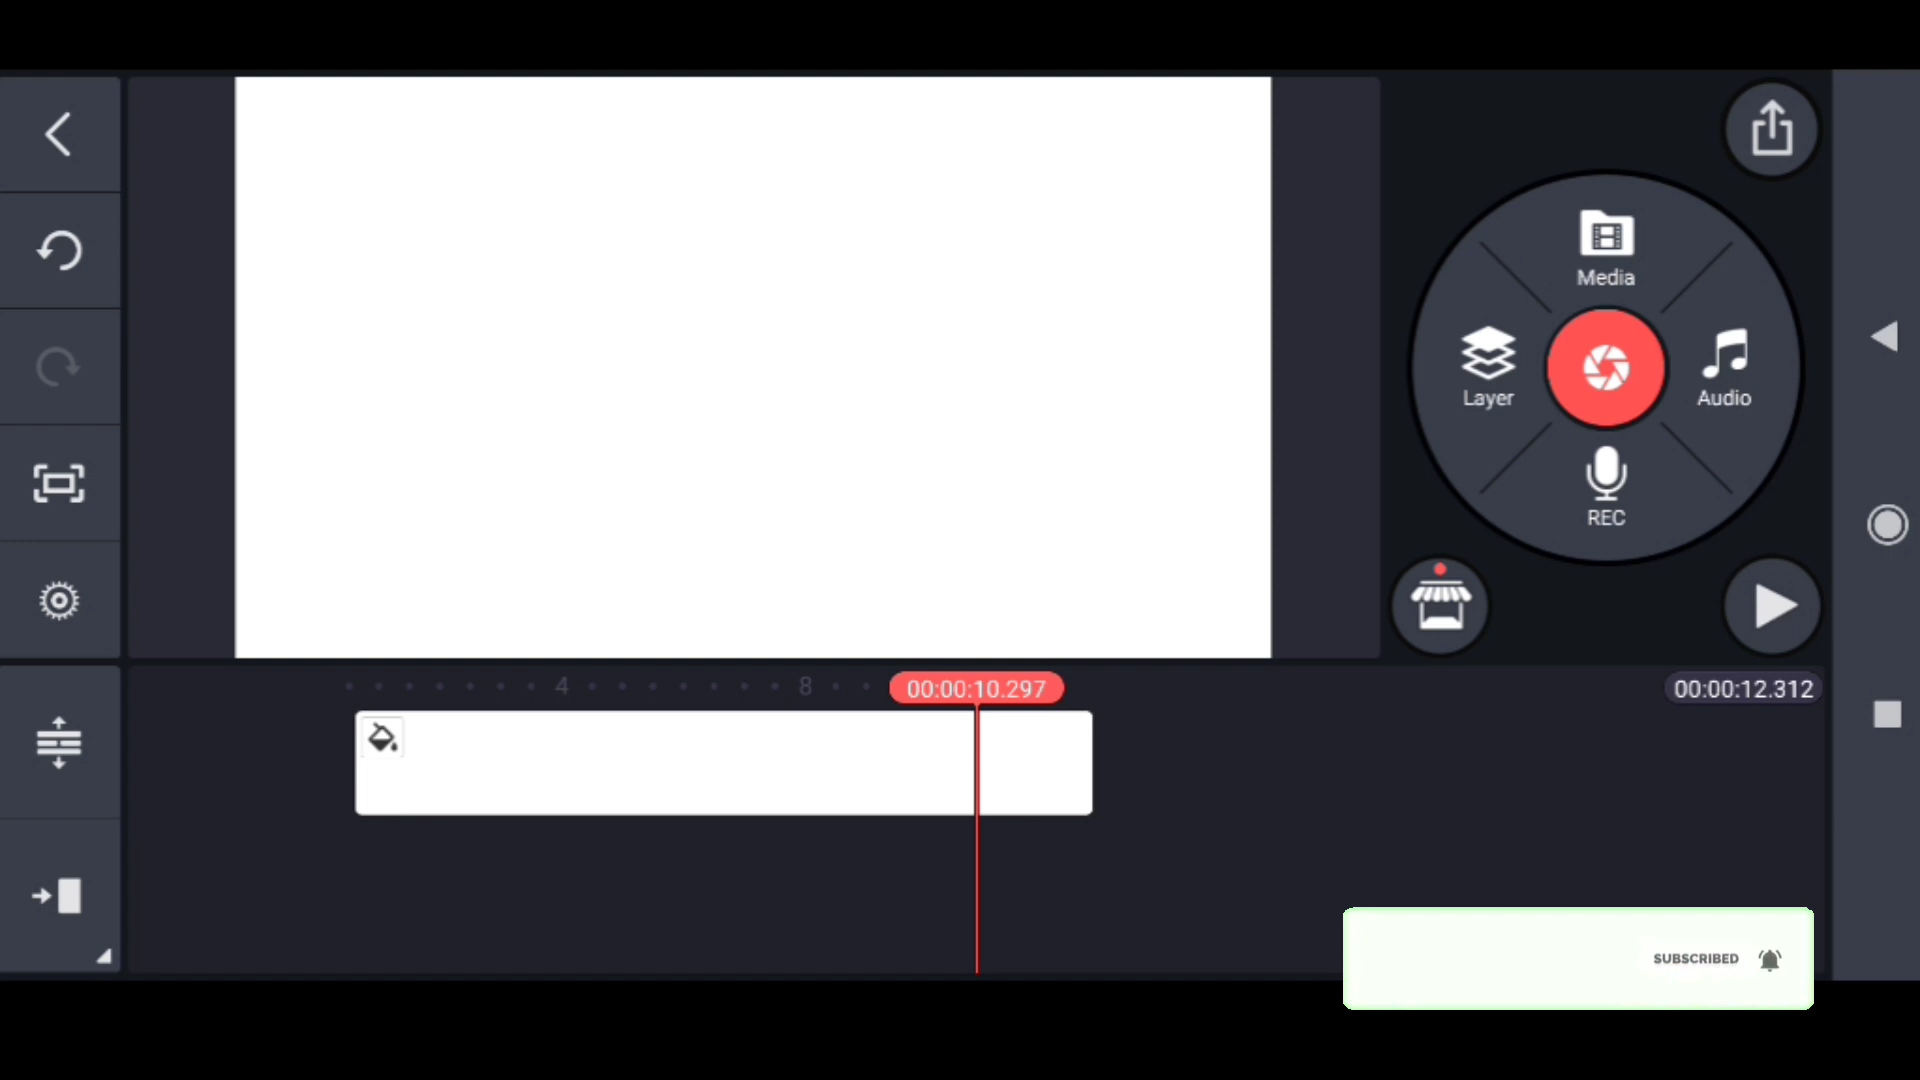 Media
Layer
Audio
REC
4
8
00:00:10.297
00:00:12.312
SUBSCRIBED